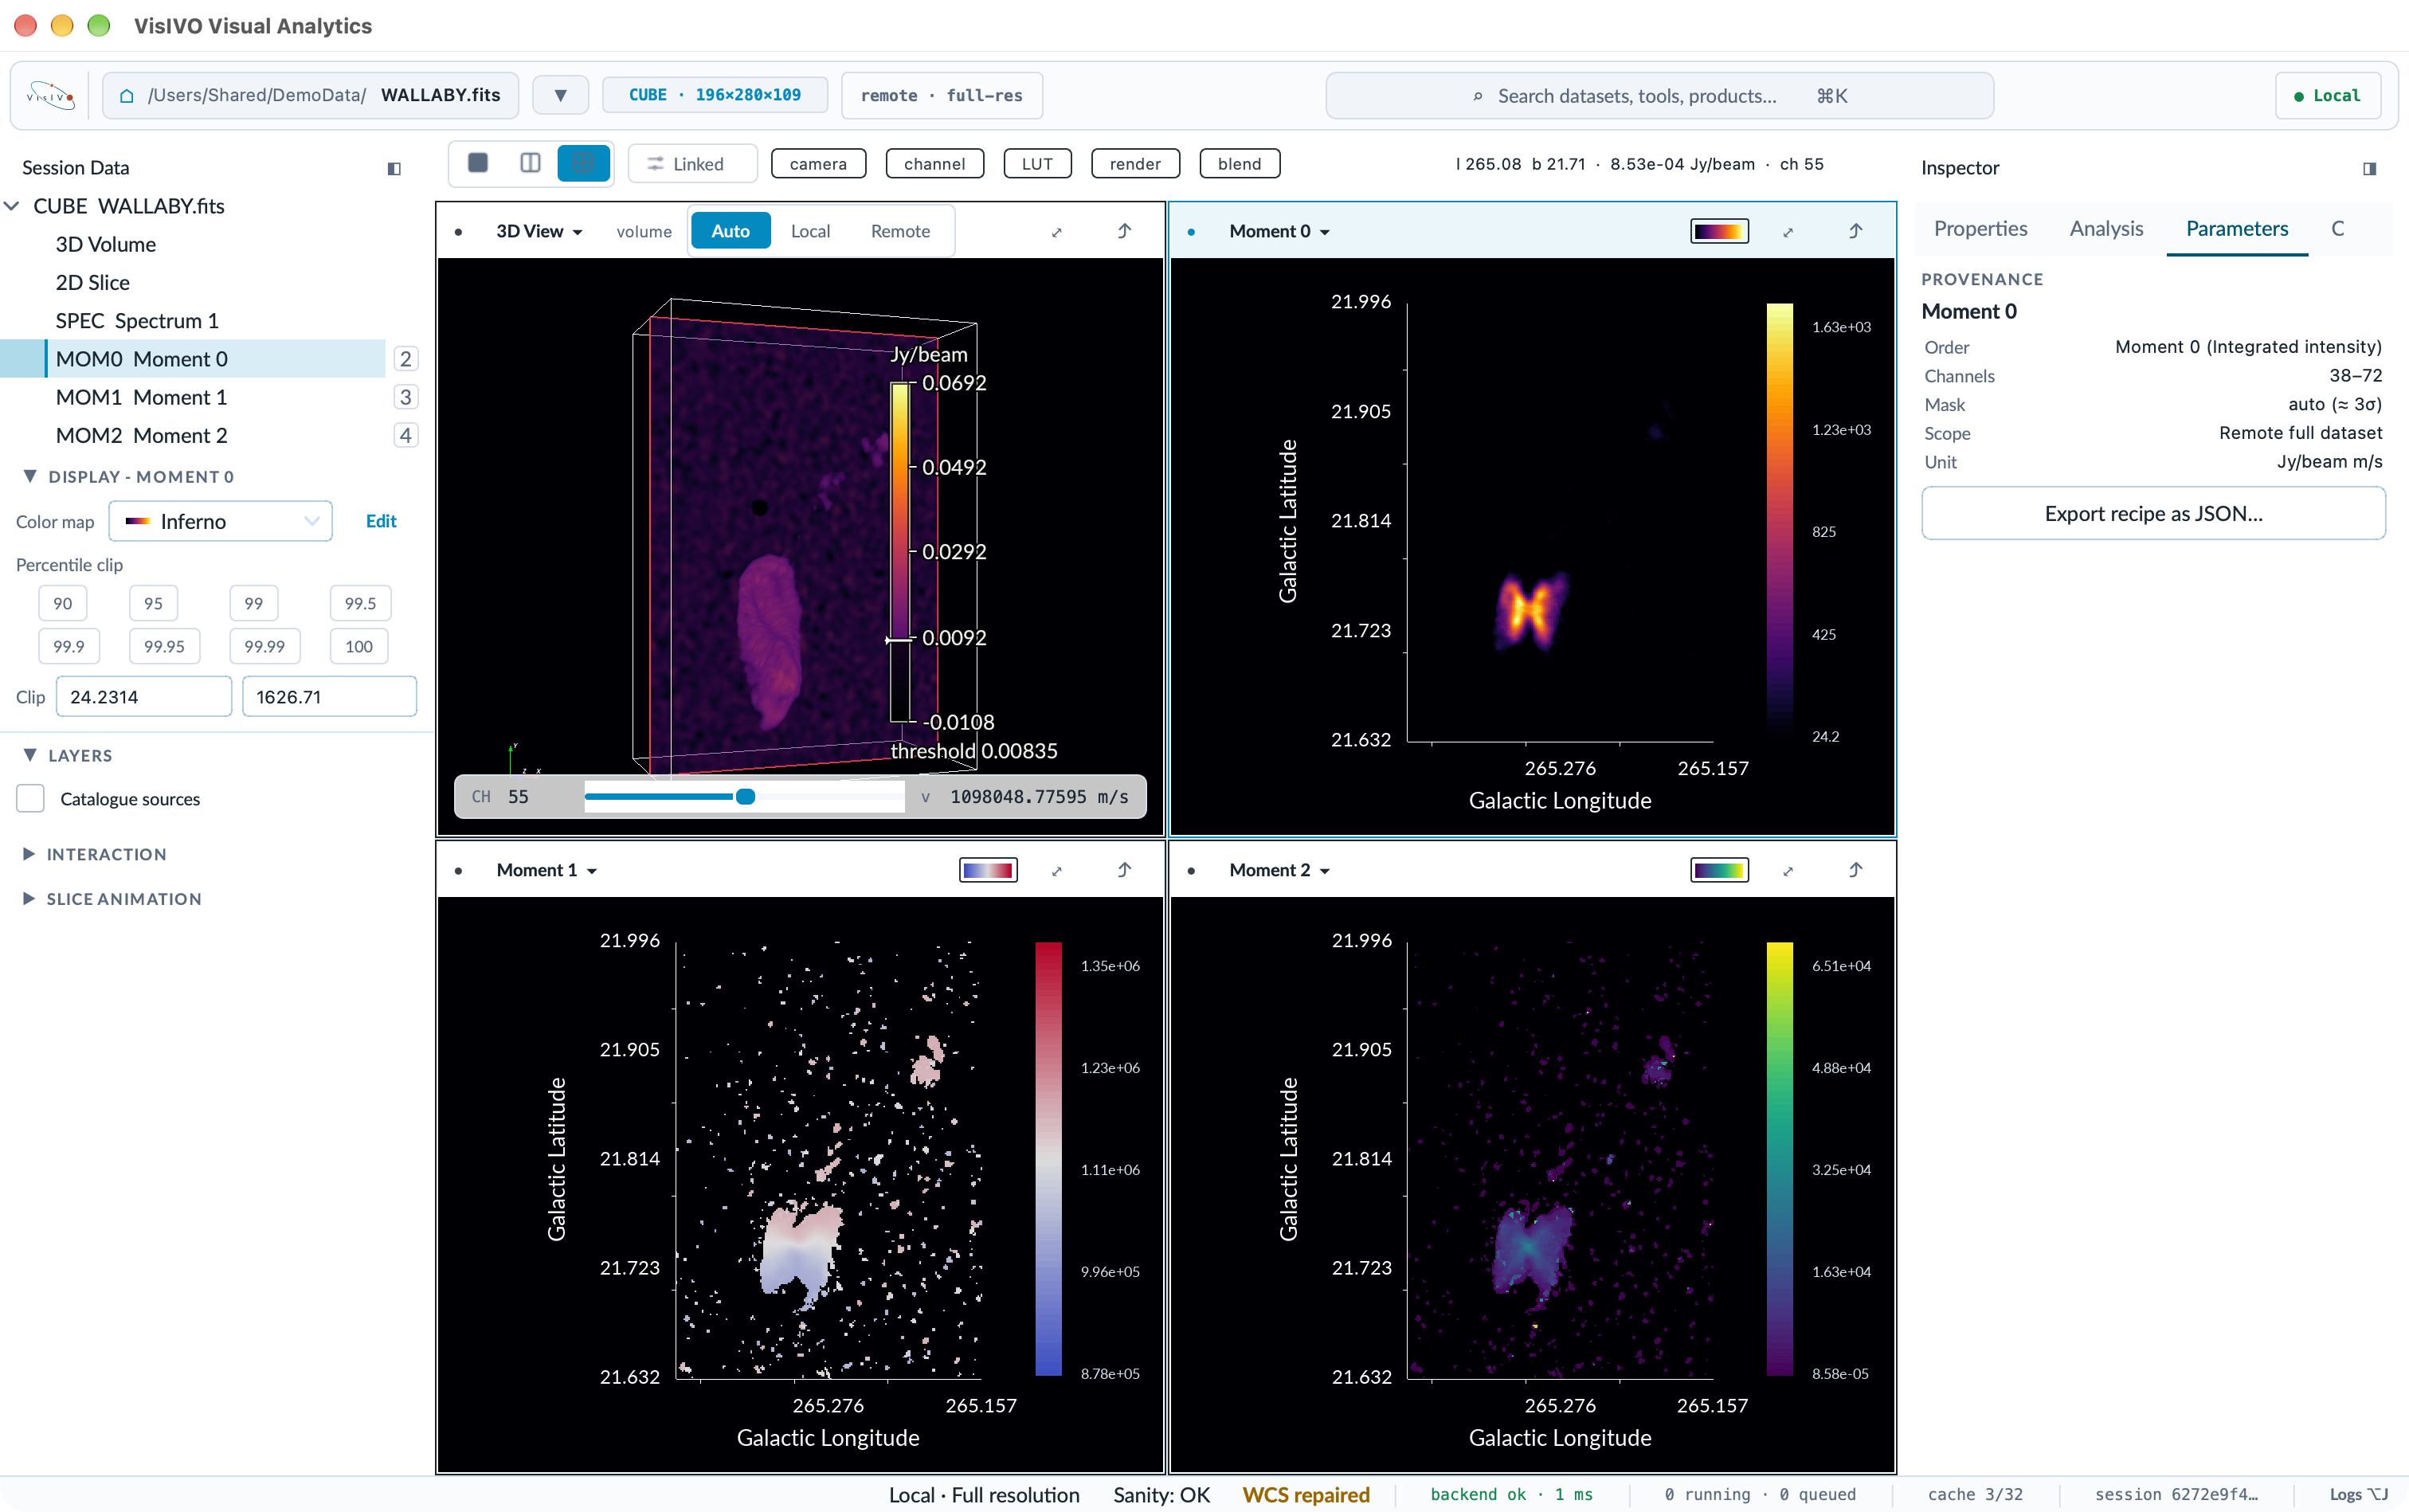 VisIVO Visual Analytics
VisIVO /Users/Shared/DemoData/ WALLABY.fits ▼ CUBE · 196×280×109 remote · full-res Search datasets, tools, products... ⌘K Local
Session Data
CUBE WALLABY.fits
3D Volume
2D Slice
SPEC Spectrum 1
MOM0 Moment 0 2
MOM1 Moment 1 3
MOM2 Moment 2 4
DISPLAY - MOMENT 0
Color map Inferno Edit
Percentile clip
90 95 99 99.5
99.9 99.95 99.99 100
Clip 24.2314 1626.71
LAYERS
Catalogue sources
INTERACTION
SLICE ANIMATION
Linked camera channel LUT render blend l 265.08 b 21.71 · 8.53e-04 Jy/beam · ch 55
3D View volume Auto Local Remote
Jy/beam
0.0692
0.0492
0.0292
0.0092
-0.0108
threshold 0.00835
Y
Z X
CH 55 v 1098048.77595 m/s
Moment 0
21.996
21.905
21.814
21.723
21.632
Galactic Latitude
265.276 265.157
Galactic Longitude
1.63e+03
1.23e+03
825
425
24.2
Moment 1
21.996
21.905
21.814
21.723
21.632
Galactic Latitude
265.276 265.157
Galactic Longitude
1.35e+06
1.23e+06
1.11e+06
9.96e+05
8.78e+05
Moment 2
21.996
21.905
21.814
21.723
21.632
Galactic Latitude
265.276 265.157
Galactic Longitude
6.51e+04
4.88e+04
3.25e+04
1.63e+04
8.58e-05
Inspector
Properties Analysis Parameters C
PROVENANCE
Moment 0
Order Moment 0 (Integrated intensity)
Channels 38–72
Mask auto (≈ 3σ)
Scope Remote full dataset
Unit Jy/beam m/s
Export recipe as JSON...
Local · Full resolution Sanity: OK WCS repaired backend ok · 1 ms 0 running · 0 queued cache 3/32 session 6272e9f4… Logs ⌥J